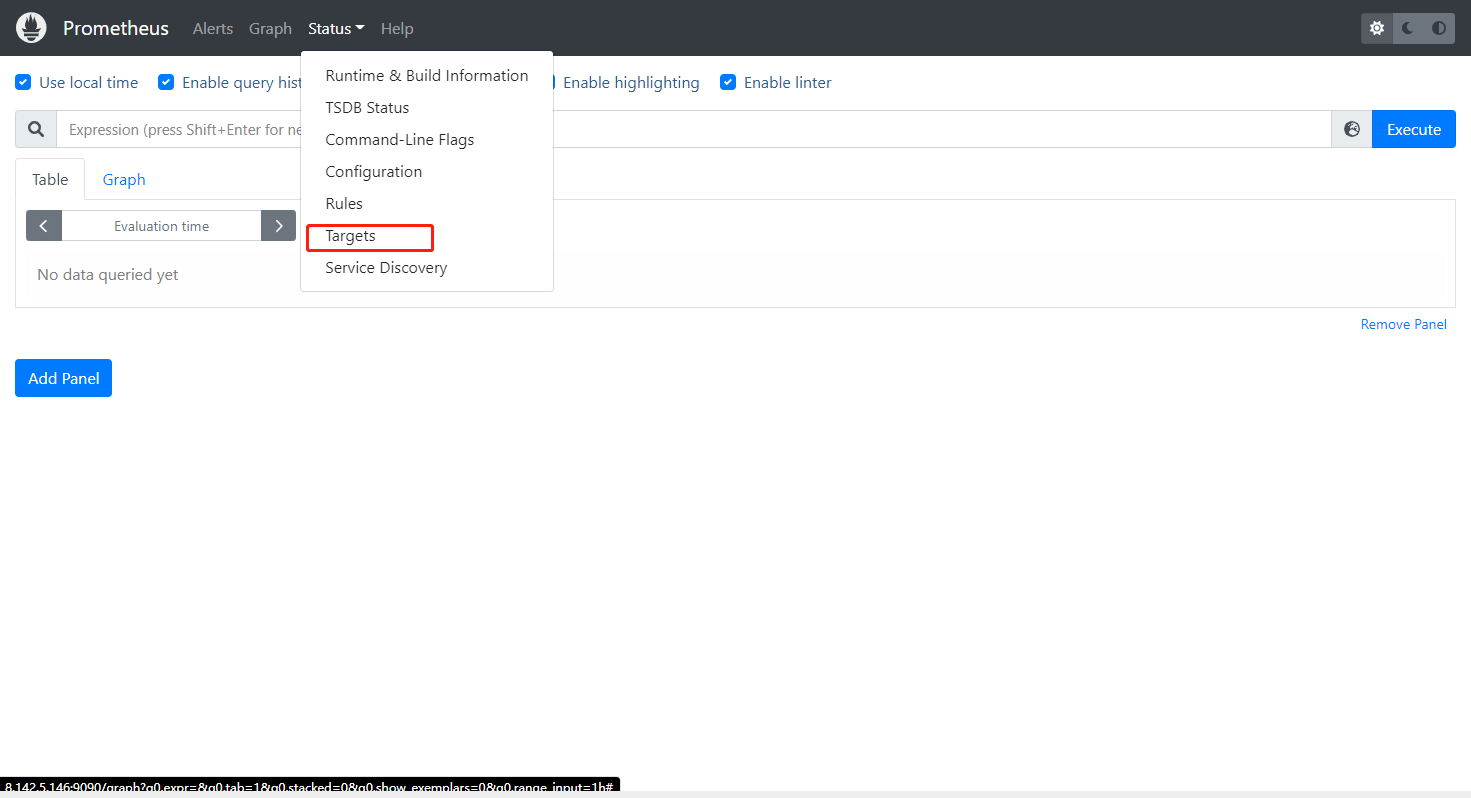 Prometheus Alerts Graph Status Help
Use local time Enable query hist Enable highlighting Enable linter
Expression (press Shift+Enter for ne Execute
Runtime & Build Information
TSDB Status
Command-Line Flags
Configuration
Rules
Targets
Service Discovery
Table Graph
Evaluation time
No data queried yet
Remove Panel
Add Panel
8.142.5.146:9090/graph?g0.expr=&g0.tab=1&g0.stacked=0&g0.show_exemplars=0&g0.range_input=1h#